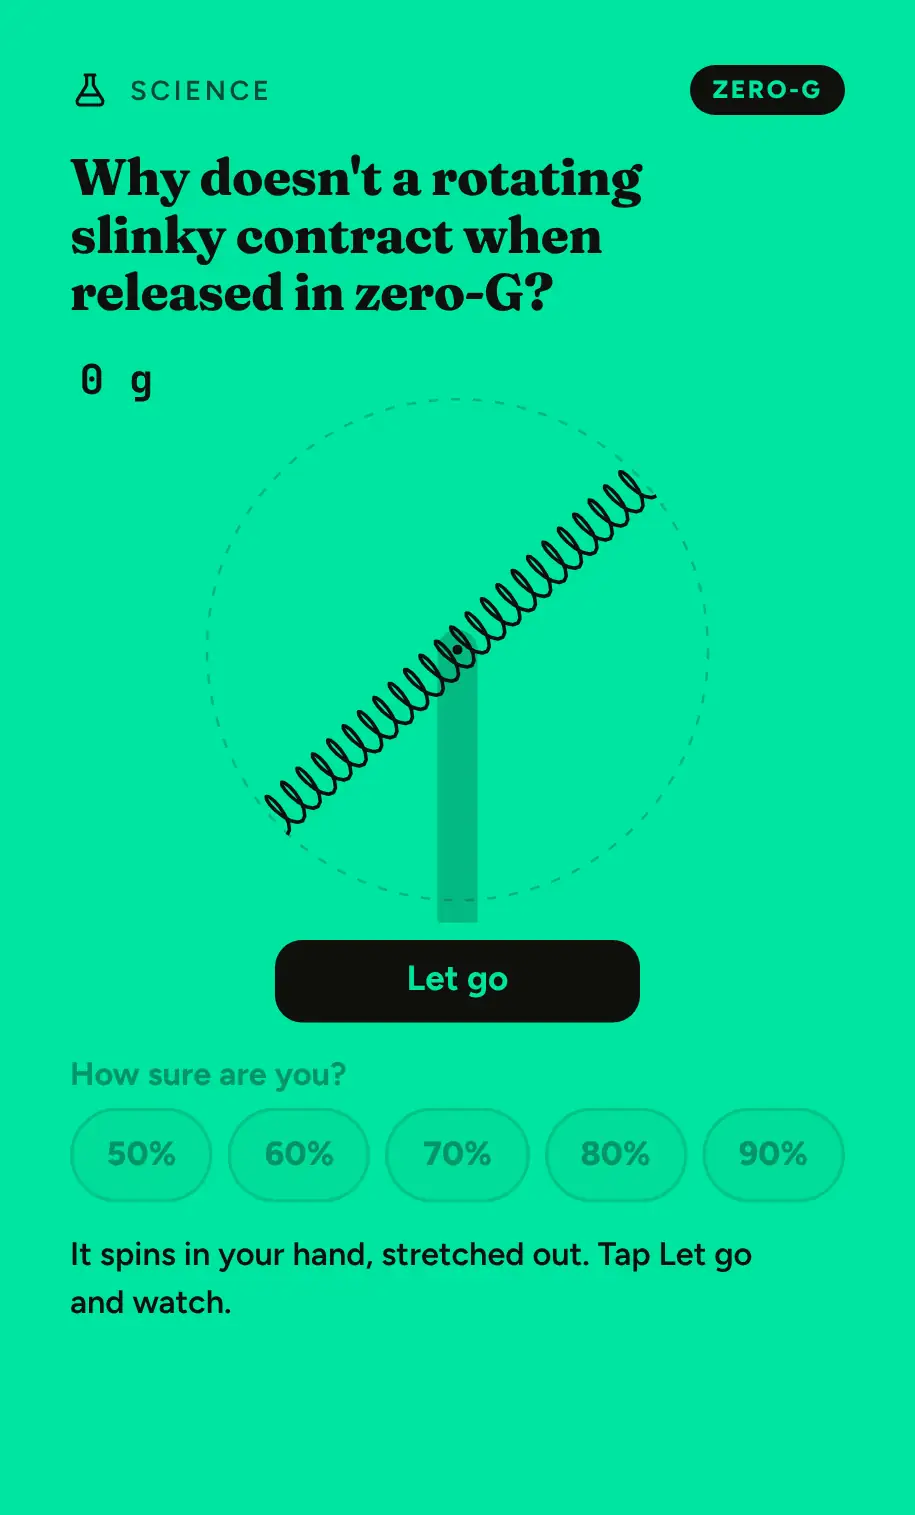 SCIENCE
ZERO-G
Why doesn't a rotating
slinky contract when
released in zero-G?
0 g
Let go
How sure are you?
50% 60% 70% 80% 90%
It spins in your hand, stretched out. Tap Let go
and watch.